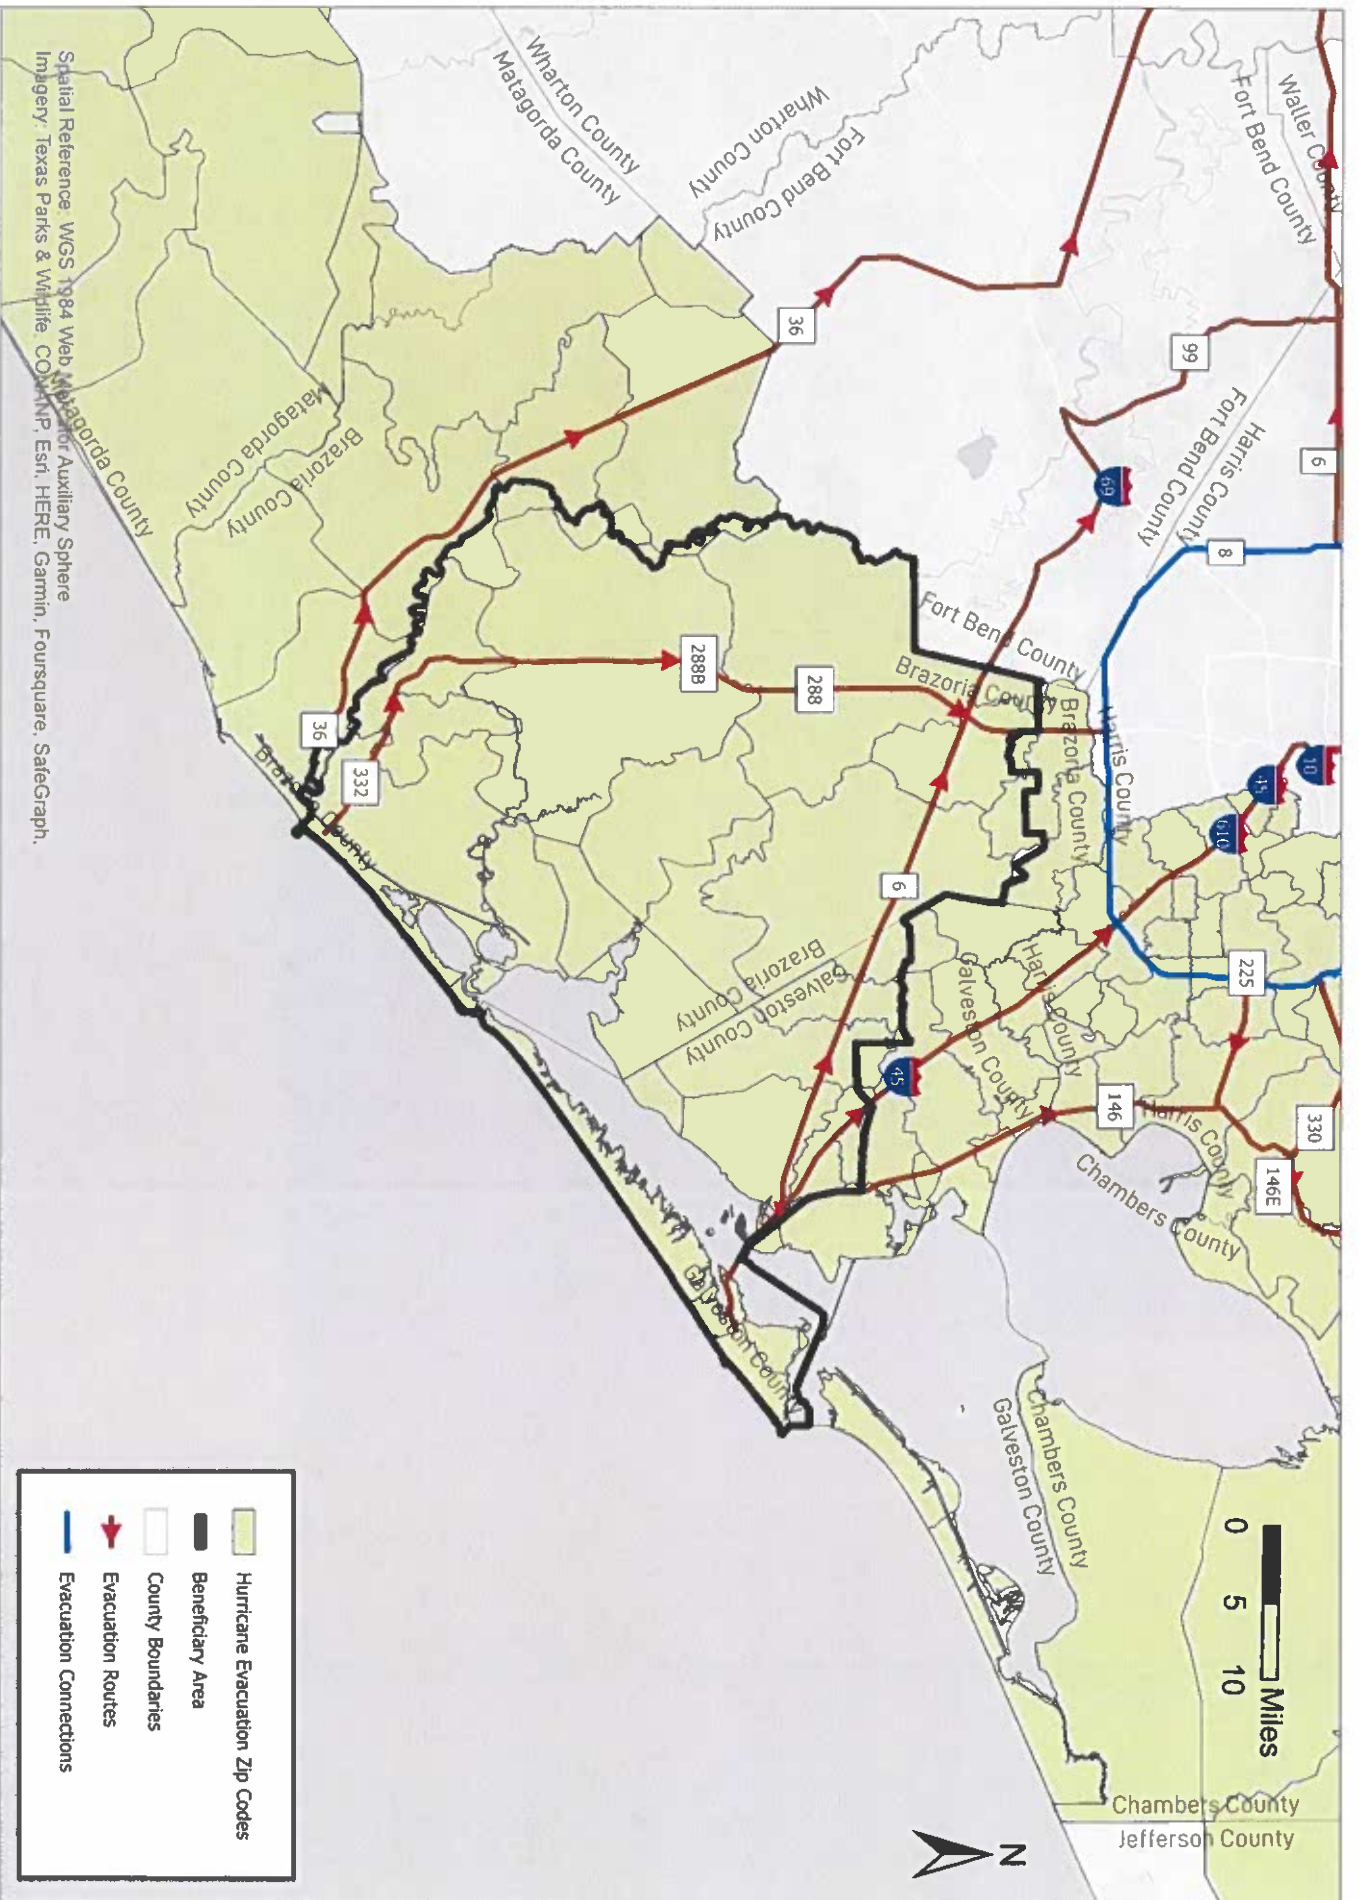 Waller County
Fort Bend County
6
10
330
45
146E
0 5 10
Miles
610
225
8
Harris County
Fort Bend County
99
Harris County
Chambers County
Chambers County
Jefferson County
69
Harris County
Brazoria County
146
Harris County
Galveston County
Chambers County
Galveston County
N
Fort Bend County
Brazoria County
45
6
Wharton County
Fort Bend County
36
288
Brazoria County
Galveston County
288B
Galveston County
Wharton County
Matagorda County
332
36
Brazoria County
Matagorda County
Brazoria County
Matagorda County
Hurricane Evacuation Zip Codes
Beneficiary Area
County Boundaries
Evacuation Routes
Evacuation Connections
Spatial Reference: WGS 1984 Web Mercator Auxiliary Sphere
Imagery: Texas Parks & Wildlife, CONANP, Esri, HERE, Garmin, Foursquare, SafeGraph,